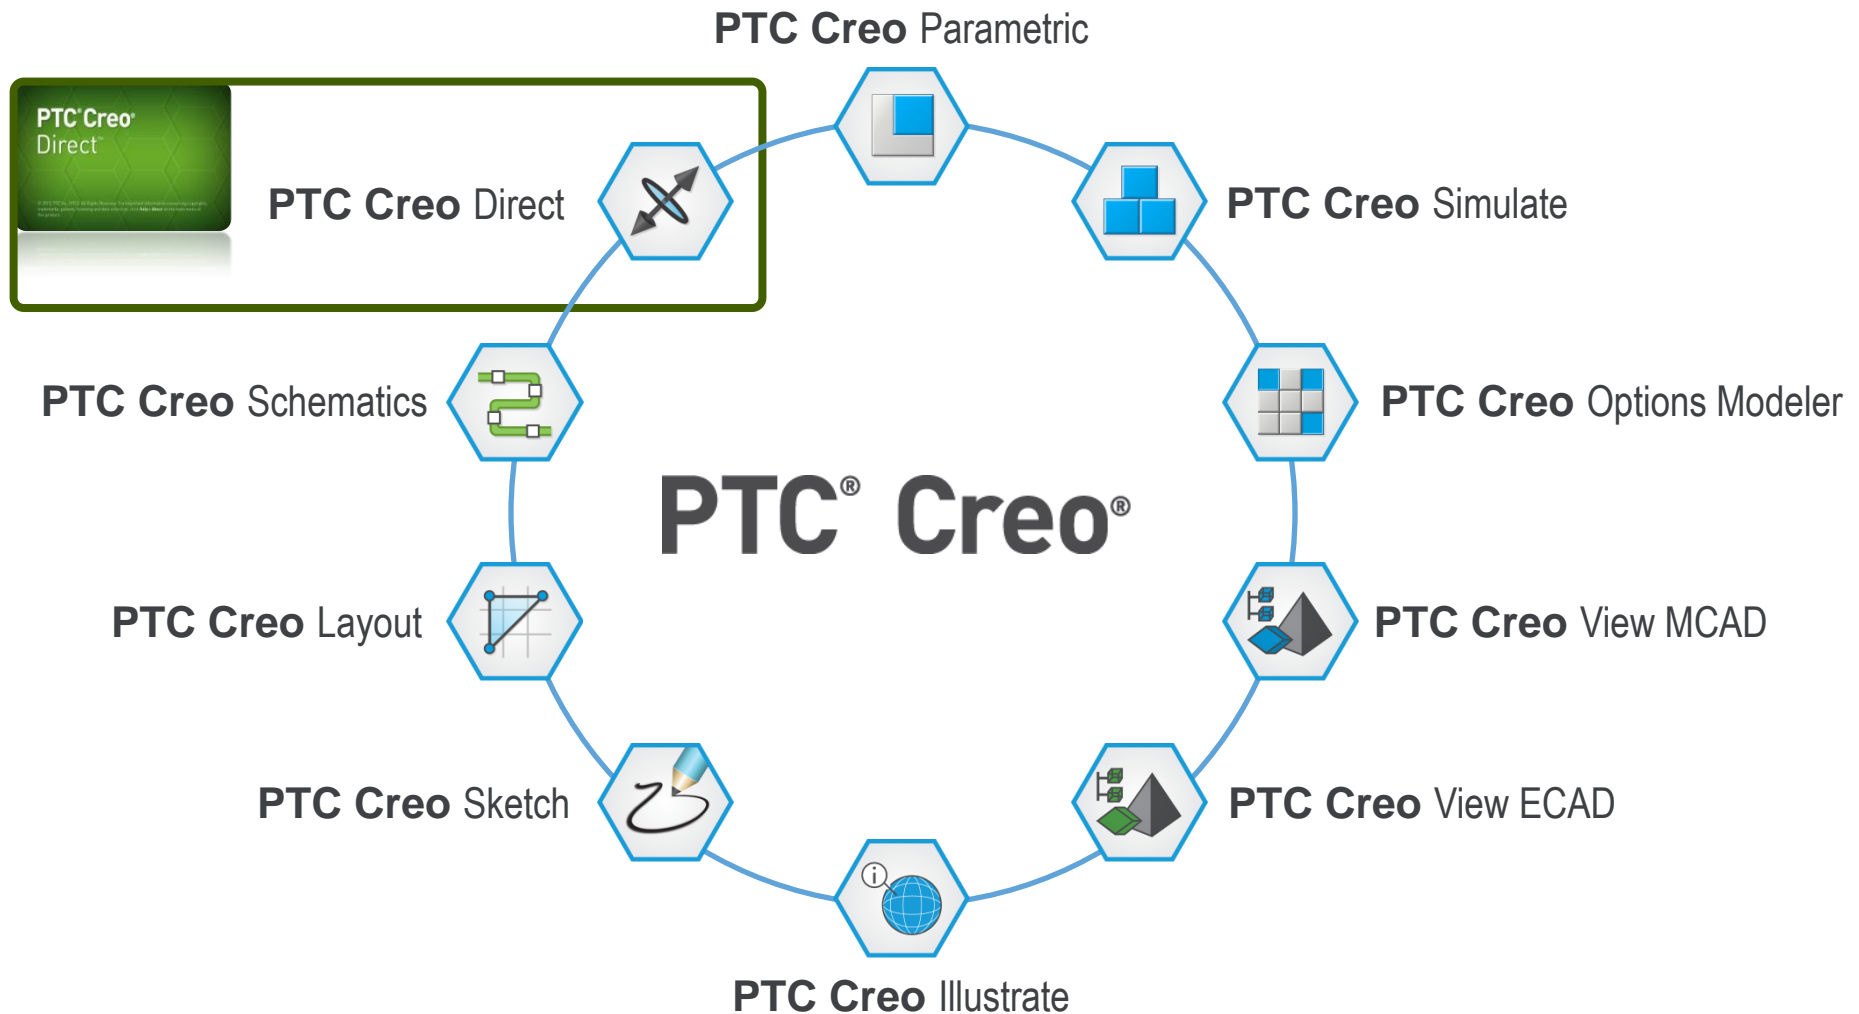 PTC Creo Parametric
PTC® Creo®
Direct™
PTC Creo Direct
PTC Creo Simulate
PTC Creo Schematics
PTC Creo Options Modeler
PTC® Creo®
PTC Creo Layout
PTC Creo View MCAD
PTC Creo Sketch
PTC Creo View ECAD
i
PTC Creo Illustrate